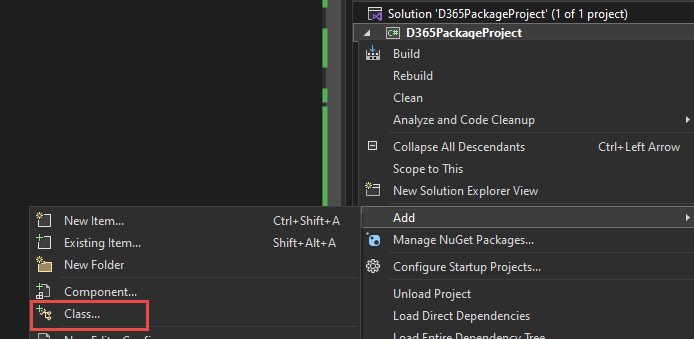 Solution 'D365PackageProject' (1 of 1 project)
C# D365PackageProject
Build
Rebuild
Clean
Analyze and Code Cleanup
Collapse All Descendants Ctrl+Left Arrow
Scope to This
New Solution Explorer View
Add
Manage NuGet Packages...
Configure Startup Projects...
Unload Project
Load Direct Dependencies
Load Entire Dependency Tree
New Item... Ctrl+Shift+A
Existing Item... Shift+Alt+A
New Folder
Component...
Class...